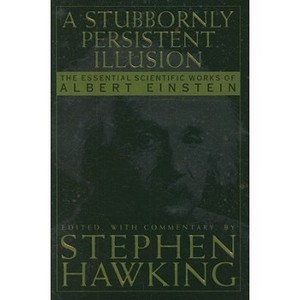 A STUBBORNLY
PERSISTENT
ILLUSION
THE ESSENTIAL SCIENTIFIC WORKS OF
ALBERT EINSTEIN
EDITED, WITH COMMENTARY, BY
STEPHEN
HAWKING